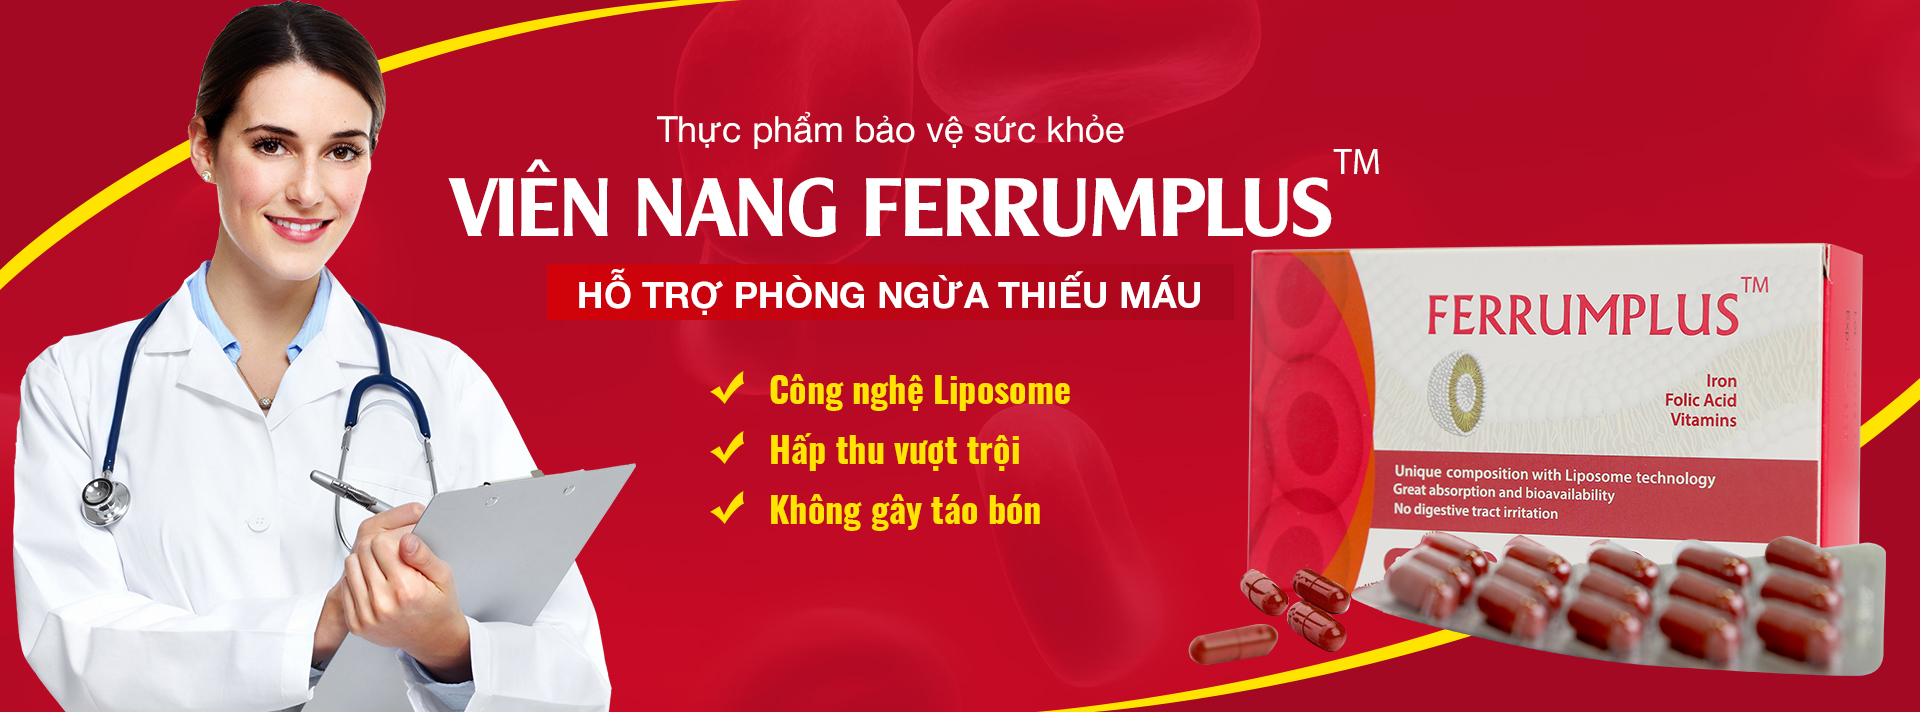 Thực phẩm bảo vệ sức khỏe
VIÊN NANG FERRUMPLUS™
HỖ TRỢ PHÒNG NGỪA THIẾU MÁU
Công nghệ Liposome
Hấp thu vượt trội
Không gây táo bón
FERRUMPLUS™
Iron
Folic Acid
Vitamins
Unique composition with Liposome technology
Great absorption and bioavailability
No digestive tract irritation